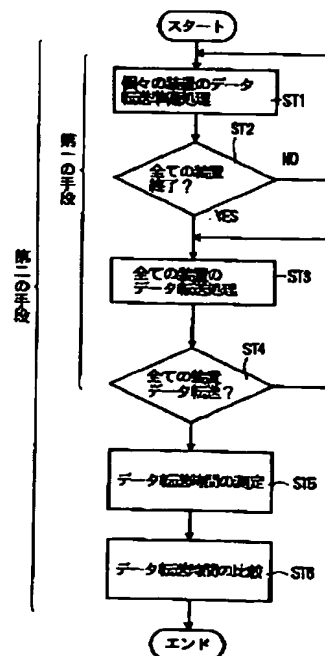 スタート
個々の装置のデータ
転送準備処理
ST1
ST2
全ての装置
終了?
NO
YES
全ての装置の
データ転送処理
ST3
ST4
全ての装置
データ転送?
データ転送時間の測定
ST5
データ転送時間の比較
ST6
エンド
第一の手段
第二の手段